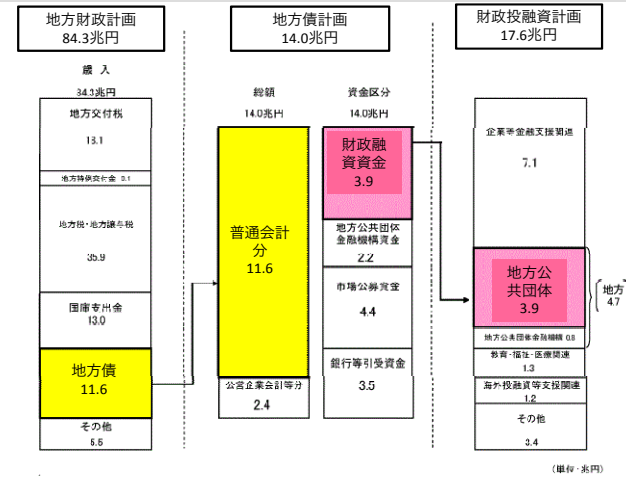 地方財政計画
84.3兆円
歳 入
84.3兆円
地方交付税
18.1
地方特例交付金 0.1
地方税・地方譲与税
35.9
国庫支出金
13.0
地方債
11.6
その他
5.5
地方債計画
14.0兆円
総額
14.0兆円
普通会計
分
11.6
公営企業会計等分
2.4
資金区分
14.0兆円
財政融
資資金
3.9
地方公共団体
金融機構資金
2.2
市場公募資金
4.4
銀行等引受資金
3.5
財政投融資計画
17.6兆円
企業等金融支援関連
7.1
地方公
共団体
3.9
地方公共団体金融機構 0.8
地方
4.7
教育・福祉・医療関連
1.3
海外投融資等支援関連
1.2
その他
3.4
（単位・兆円）